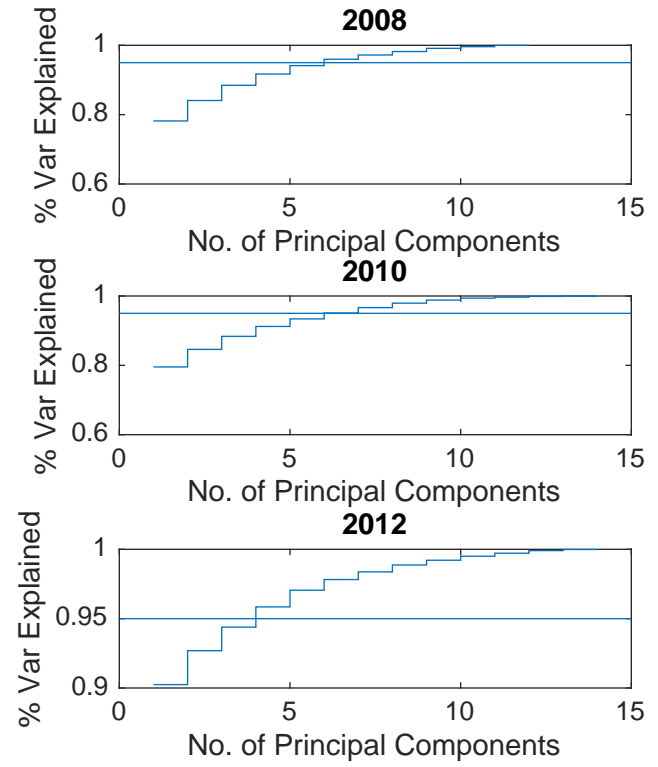 2008
% Var Explained
1
0.8
0.6
0 5 10 15
No. of Principal Components
2010
% Var Explained
1
0.8
0.6
0 5 10 15
No. of Principal Components
2012
% Var Explained
1
0.95
0.9
0 5 10 15
No. of Principal Components